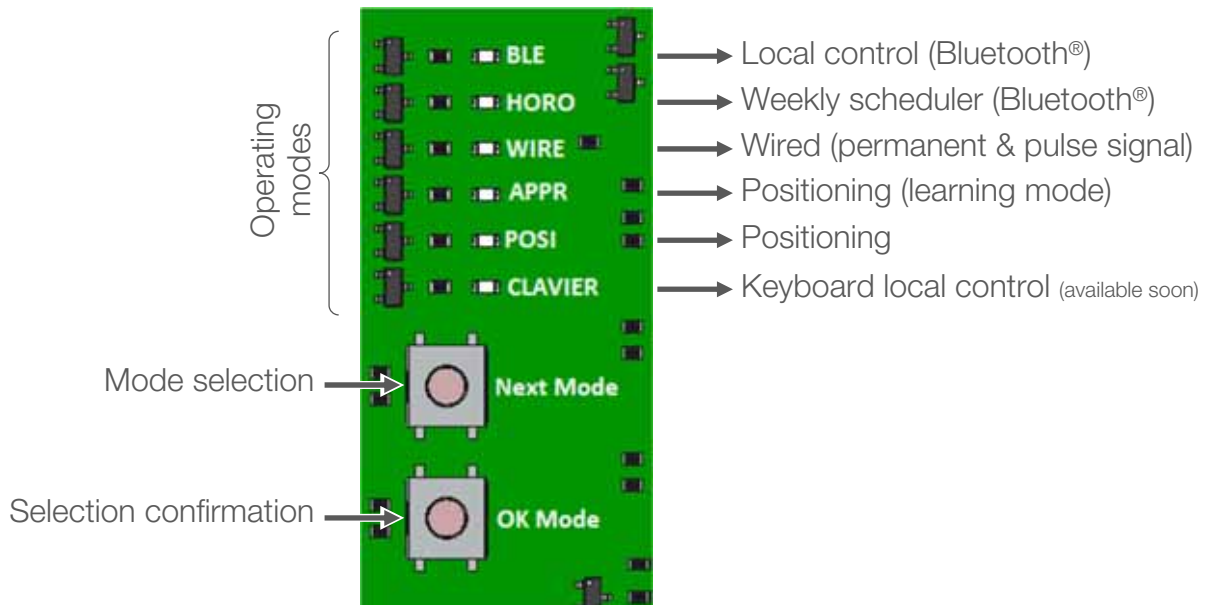 Operating
modes
BLE
Local control (Bluetooth®)
HORO
Weekly scheduler (Bluetooth®)
WIRE
Wired (permanent & pulse signal)
APPR
Positioning (learning mode)
POSI
Positioning
CLAVIER
Keyboard local control (available soon)
Mode selection
Next Mode
Selection confirmation
OK Mode